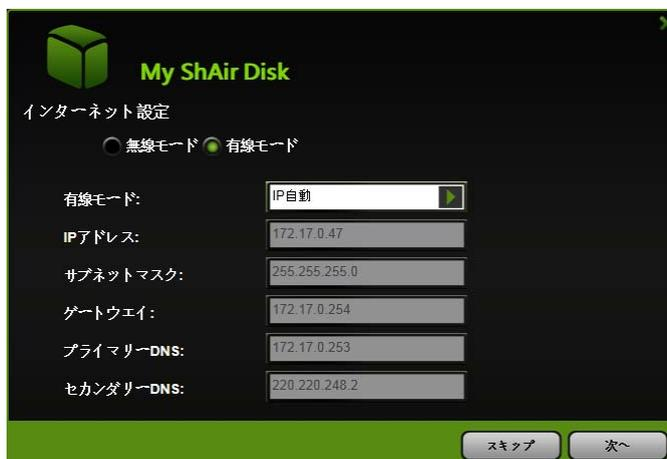 My ShAir Disk
インターネット設定
無線モード 有線モード
有線モード: IP自動
IPアドレス: 172.17.0.47
サブネットマスク: 255.255.255.0
ゲートウエイ: 172.17.0.254
プライマリーDNS: 172.17.0.253
セカンダリーDNS: 220.220.248.2
スキップ 次へ